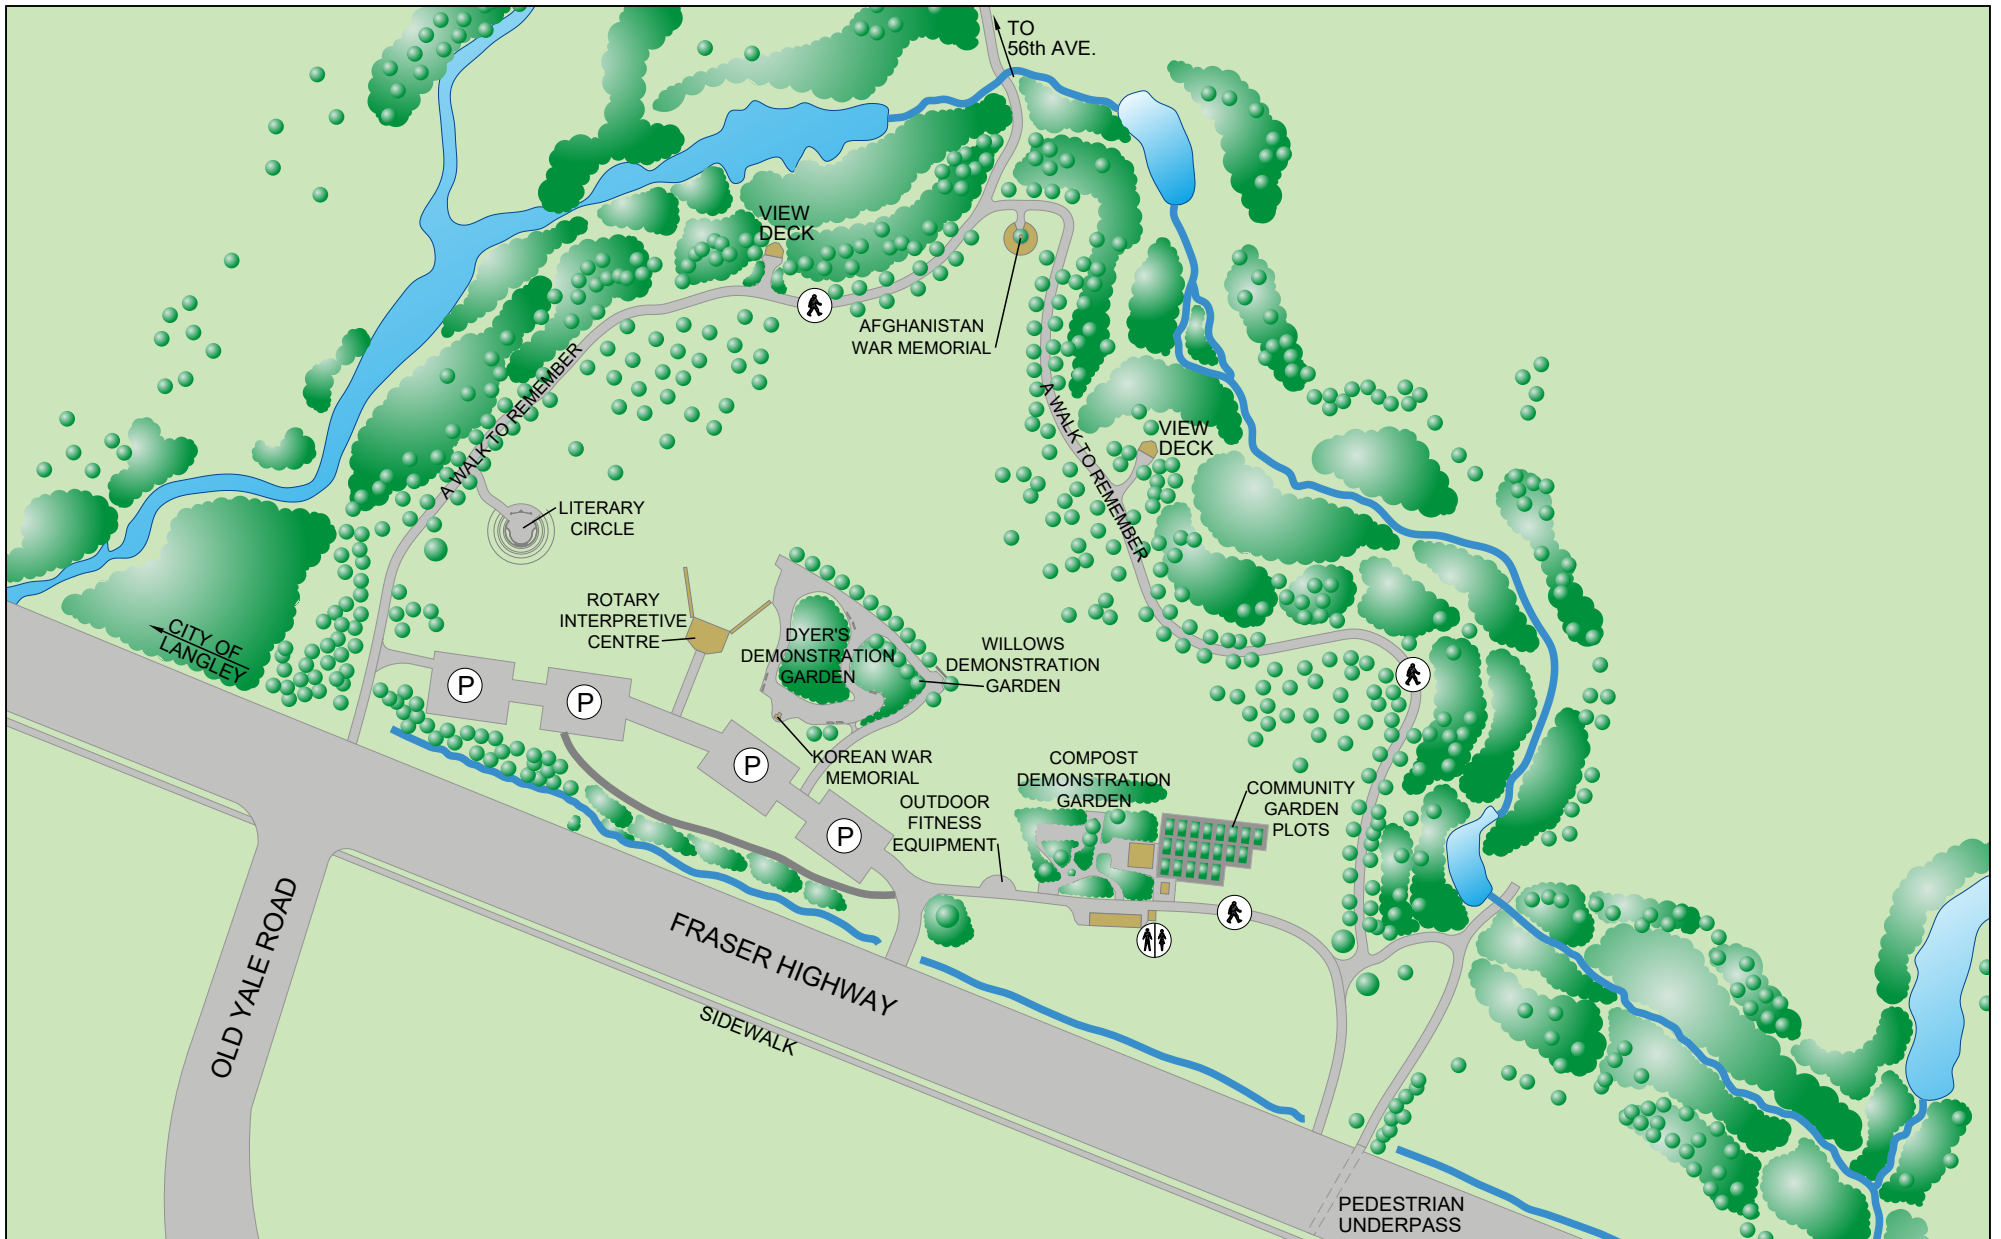 TO
56th AVE.
VIEW
DECK
AFGHANISTAN
WAR MEMORIAL
A WALK TO REMEMBER
A WALK TO REMEMBER
VIEW
DECK
LITERARY
CIRCLE
ROTARY
INTERPRETIVE
CENTRE
DYER'S
DEMONSTRATION
GARDEN
WILLOWS
DEMONSTRATION
GARDEN
CITY OF
LANGLEY
P
P
P
P
KOREAN WAR
MEMORIAL
COMPOST
DEMONSTRATION
GARDEN
COMMUNITY
GARDEN
PLOTS
OUTDOOR
FITNESS
EQUIPMENT
OLD YALE ROAD
FRASER HIGHWAY
SIDEWALK
PEDESTRIAN
UNDERPASS